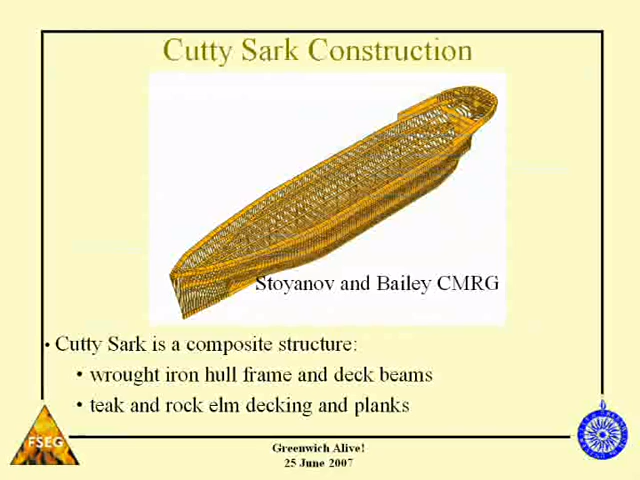 Cutty Sark Construction
Stoyanov and Bailey CMRG
• Cutty Sark is a composite structure:
• wrought iron hull frame and deck beams
• teak and rock elm decking and planks
FSEG
Greenwich Alive!
25 June 2007